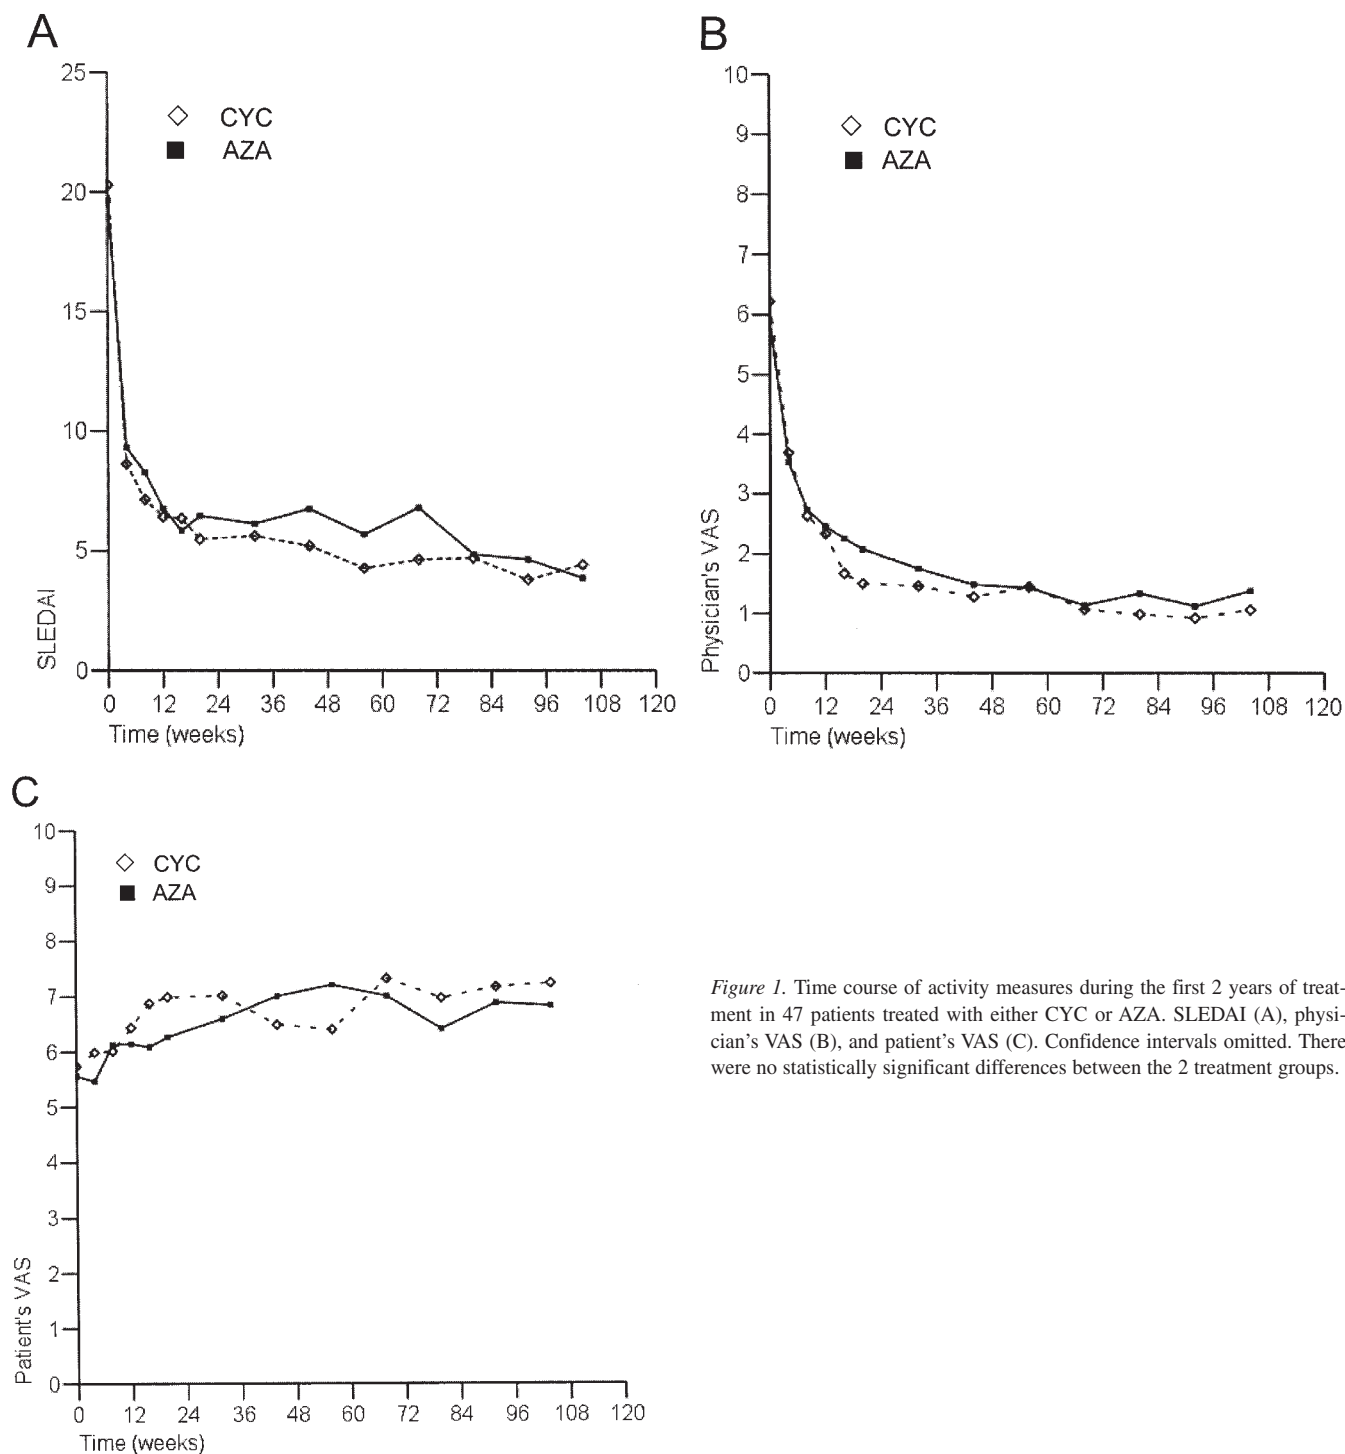 A
25
20
15
10
5
0
SLEDAI
CYC
AZA
0 12 24 36 48 60 72 84 96 108 120
Time (weeks)
B
10
9
8
7
6
5
4
3
2
1
0
Physician's VAS
CYC
AZA
0 12 24 36 48 60 72 84 96 108 120
Time (weeks)
C
10
9
8
7
6
5
4
3
2
1
0
Patient's VAS
CYC
AZA
0 12 24 36 48 60 72 84 96 108 120
Time (weeks)
Figure 1. Time course of activity measures during the first 2 years of treat-
ment in 47 patients treated with either CYC or AZA. SLEDAI (A), physi-
cian's VAS (B), and patient's VAS (C). Confidence intervals omitted. There
were no statistically significant differences between the 2 treatment groups.